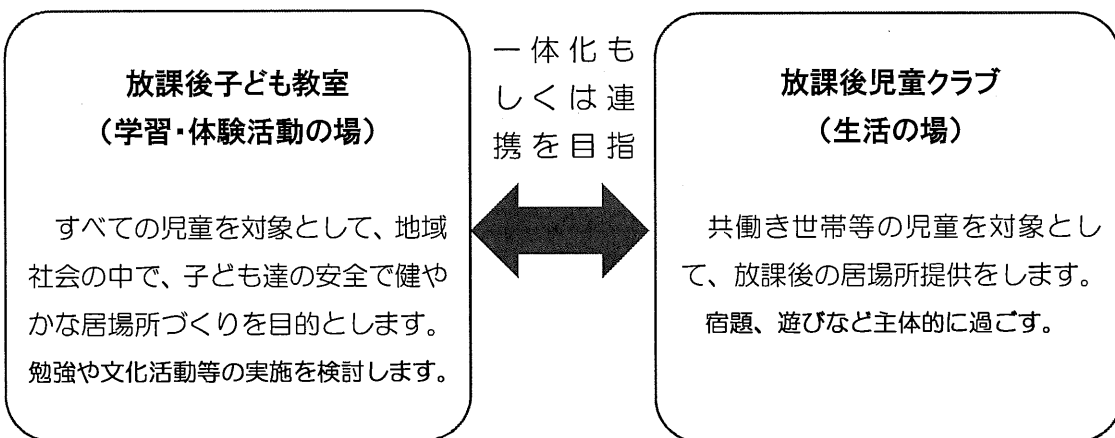 放課後子ども教室
（学習・体験活動の場）
すべての児童を対象として、地域
社会の中で、子ども達の安全で健や
かな居場所づくりを目的とします。
勉強や文化活動等の実施を検討します。
一体化も
しくは連
携を目指
放課後児童クラブ
（生活の場）
共働き世帯等の児童を対象とし
て、放課後の居場所提供をします。
宿題、遊びなど主体的に過ごす。